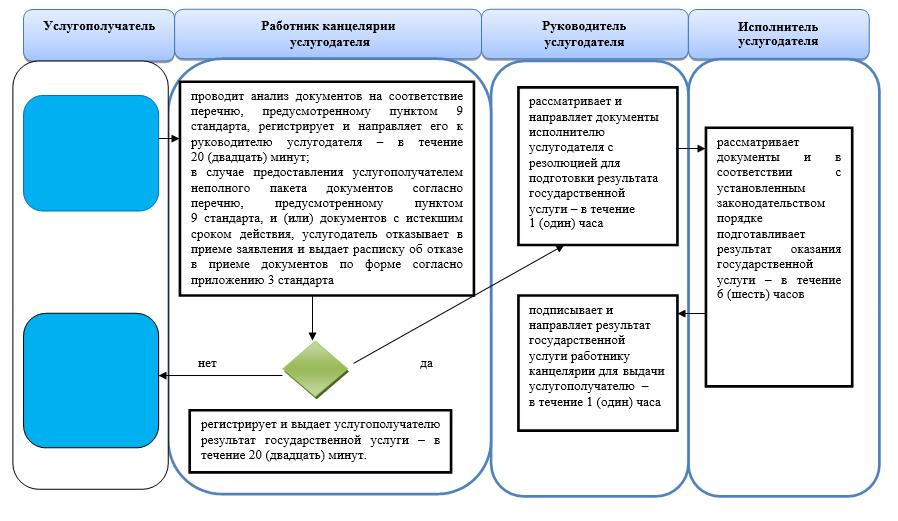 Услугополучатель
Работник канцелярии
услугодателя
Руководитель
услугодателя
Исполнитель
услугодателя
проводит анализ документов на соответствие
перечню, предусмотренному пунктом 9
стандарта, регистрирует и направляет его к
руководителю услугодателя – в течение
20 (двадцать) минут;
в случае предоставления услугополучателем
неполного пакета документов согласно
перечню, предусмотренному пунктом
9 стандарта, и (или) документов с истекшим
сроком действия, услугодатель отказывает в
приеме заявления и выдает расписку об отказе
в приеме документов по форме согласно
приложению 3 стандарта
рассматривает и
направляет документы
исполнителю
услугодателя с
резолюцией для
подготовки результата
государственной
услуги – в течение
1 (один) часа
рассматривает
документы и в
соответствии с
установленным
законодательством
порядке
подготавливает
результат оказания
государственной
услуги – в течение
6 (шесть) часов
подписывает и
направляет результат
государственной
услуги работнику
канцелярии для выдачи
услугополучателю –
в течение 1 (один) часа
нет
да
регистрирует и выдает услугополучателю
результат государственной услуги – в
течение 20 (двадцать) минут.